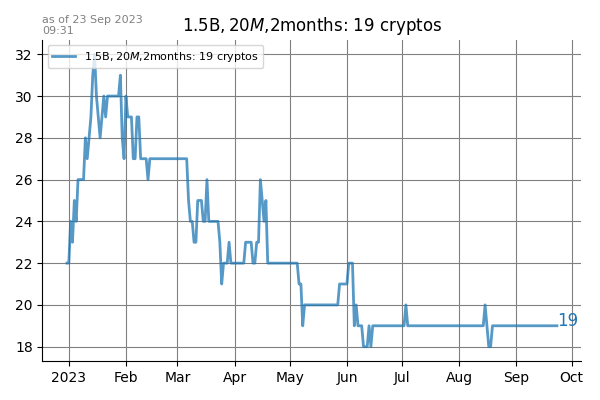 as of 23 Sep 2023
09:31
1.5B, 20M,2months: 19 cryptos
1.5B, 20M,2months: 19 cryptos
32
30
28
26
24
22
20
18
19
2023 Feb Mar Apr May Jun Jul Aug Sep Oct